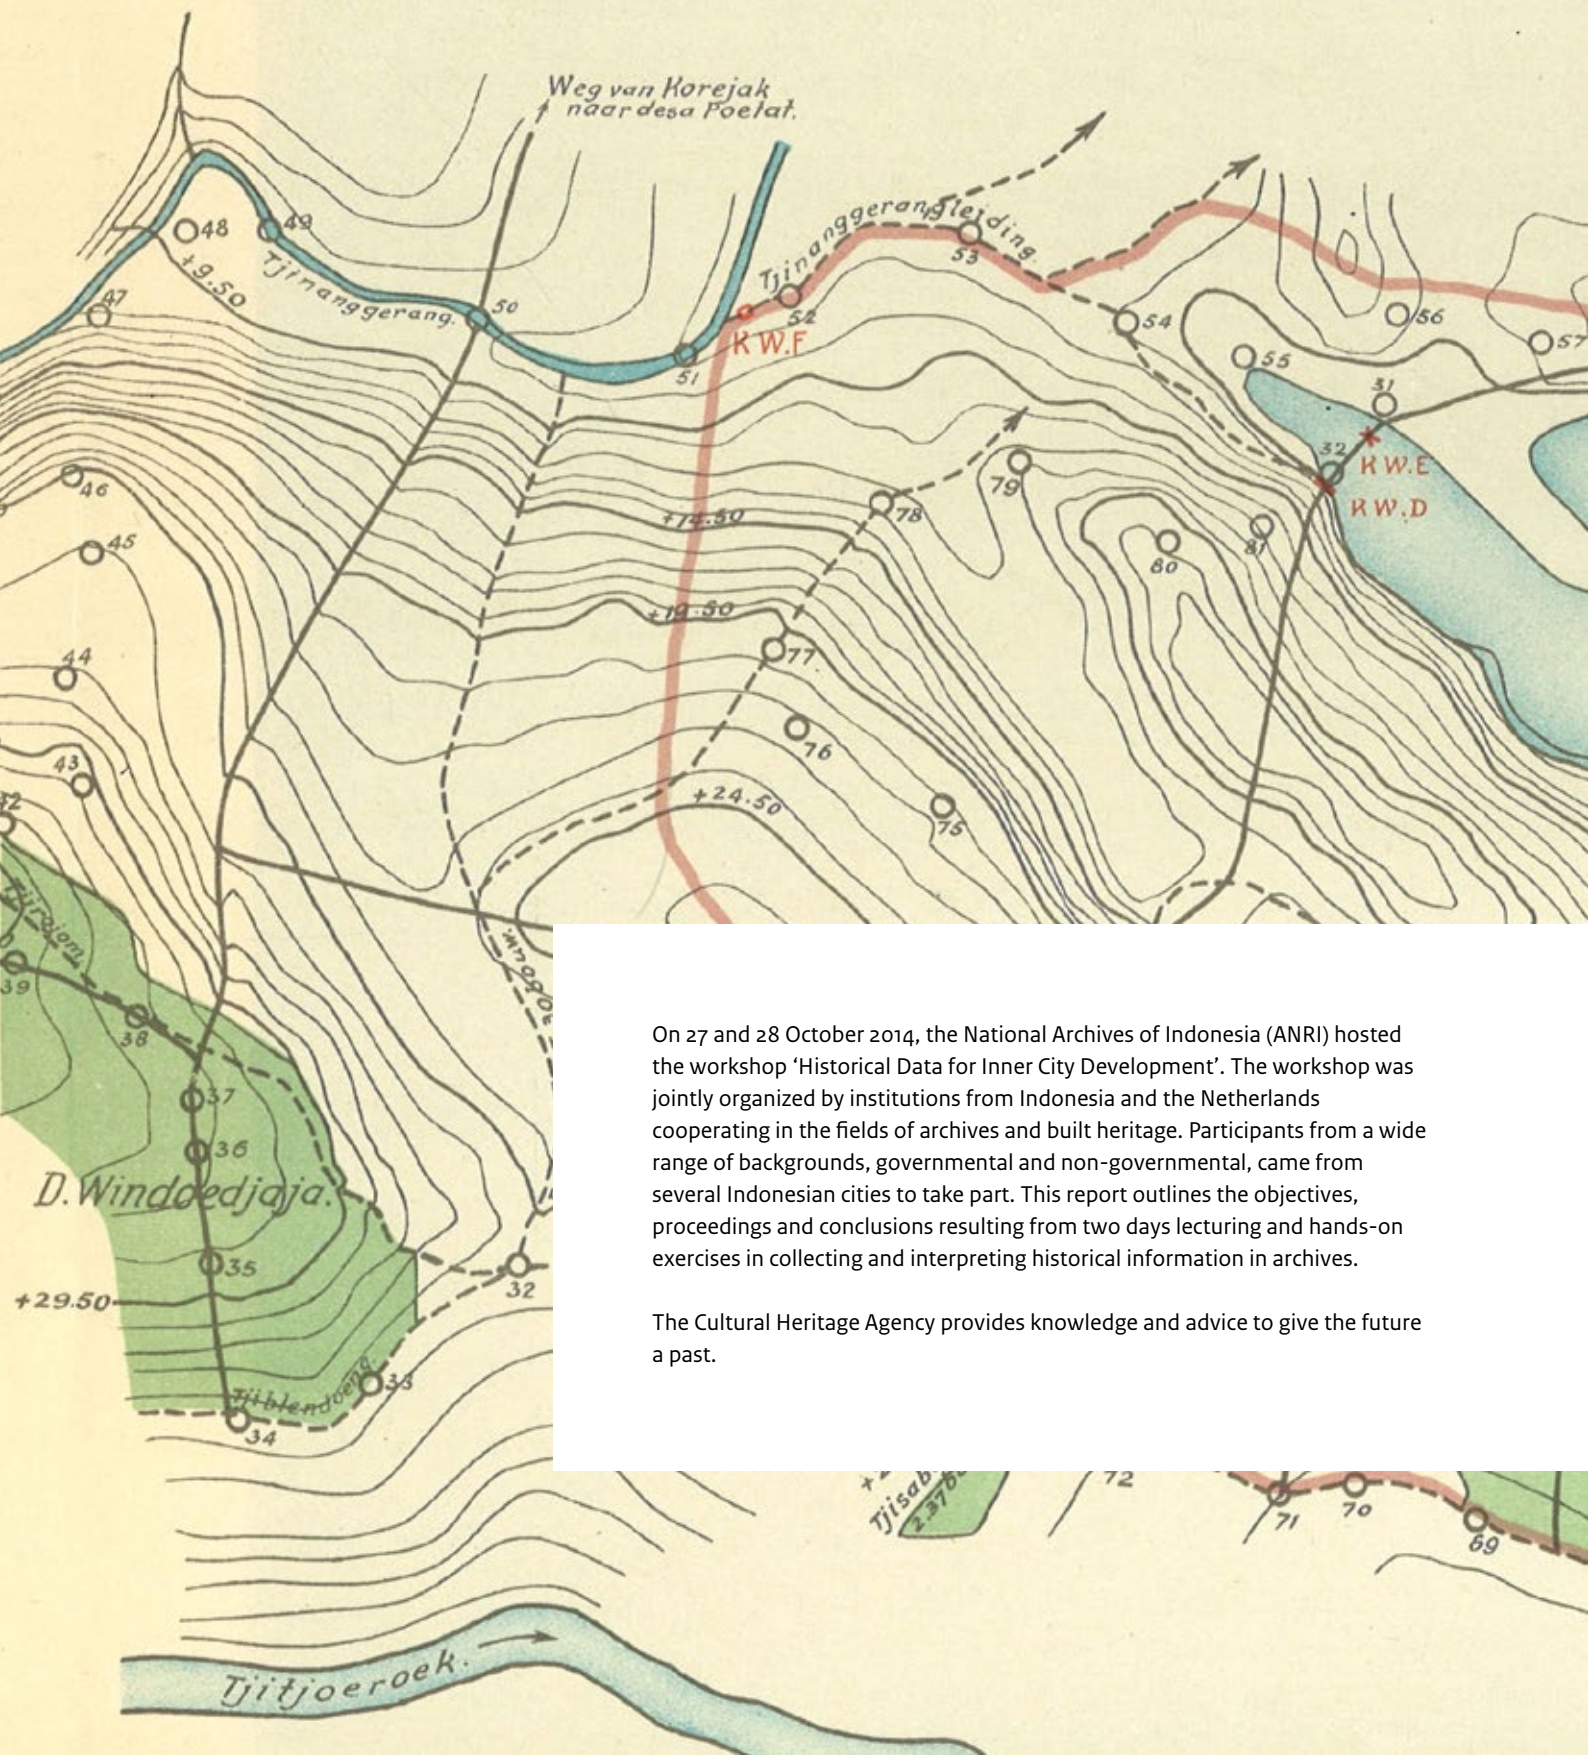 Weg van Korejak
naar desa Poelat.
48
49
+9.50
Tjinanggerang.
47
50
51
52
Tjinanggerangleiding.
53
K W.F
54
55
56
57
31
32
K W.E
K W.D
46
45
+14.50
78
79
80
81
+19.50
77
76
75
+24.50
44
43
42
39
38
37
36
D. Windoedjaja.
35
+29.50
32
33
Tjiblendoeng
34
On 27 and 28 October 2014, the National Archives of Indonesia (ANRI) hosted
the workshop ‘Historical Data for Inner City Development’. The workshop was
jointly organized by institutions from Indonesia and the Netherlands
cooperating in the fields of archives and built heritage. Participants from a wide
range of backgrounds, governmental and non-governmental, came from
several Indonesian cities to take part. This report outlines the objectives,
proceedings and conclusions resulting from two days lecturing and hands-on
exercises in collecting and interpreting historical information in archives.
The Cultural Heritage Agency provides knowledge and advice to give the future
a past.
72
71
70
69
Tjitjoeroek.